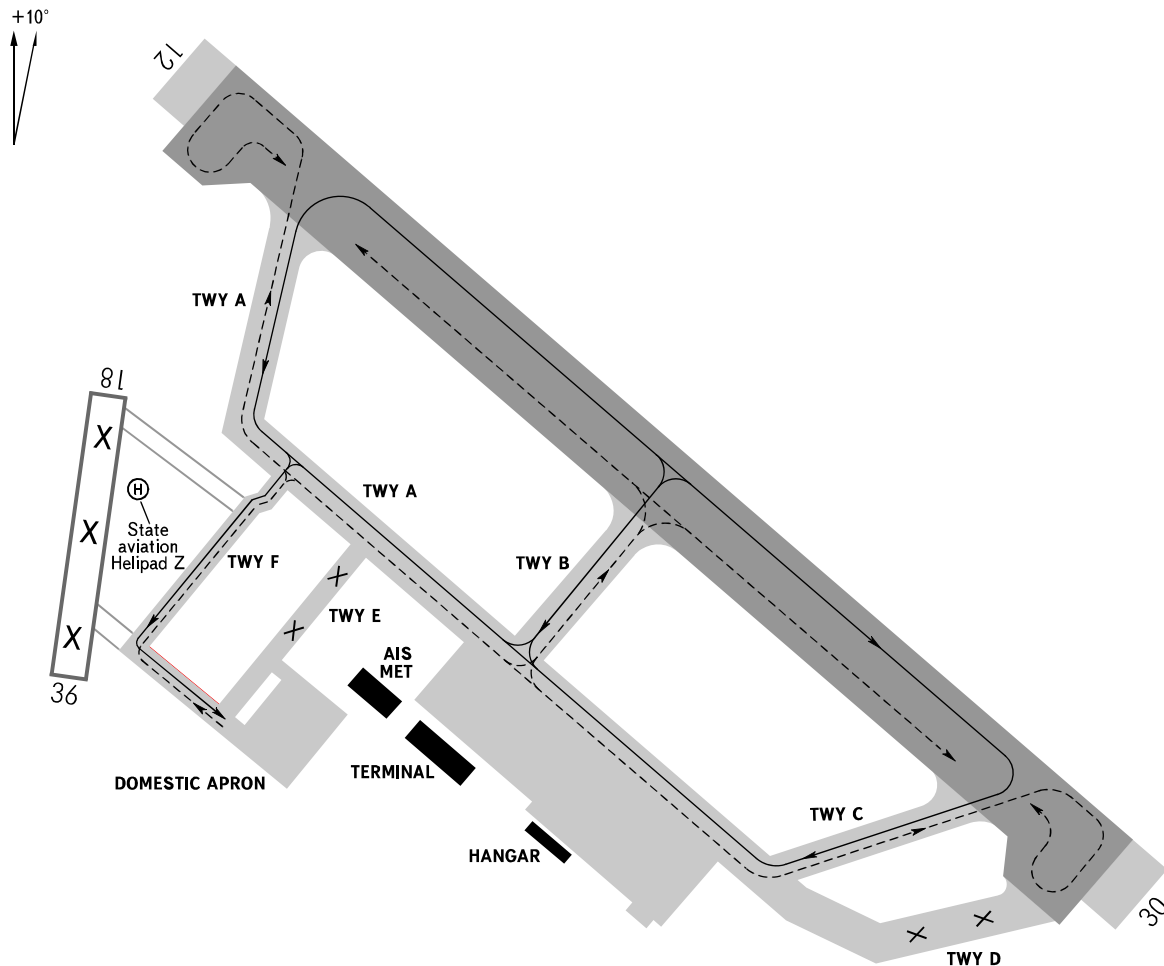 +10°
12
TWY A
18
TWY A
H
State
aviation
Helipad Z
TWY F
TWY B
TWY E
AIS
MET
36
TERMINAL
DOMESTIC APRON
TWY C
HANGAR
30
TWY D